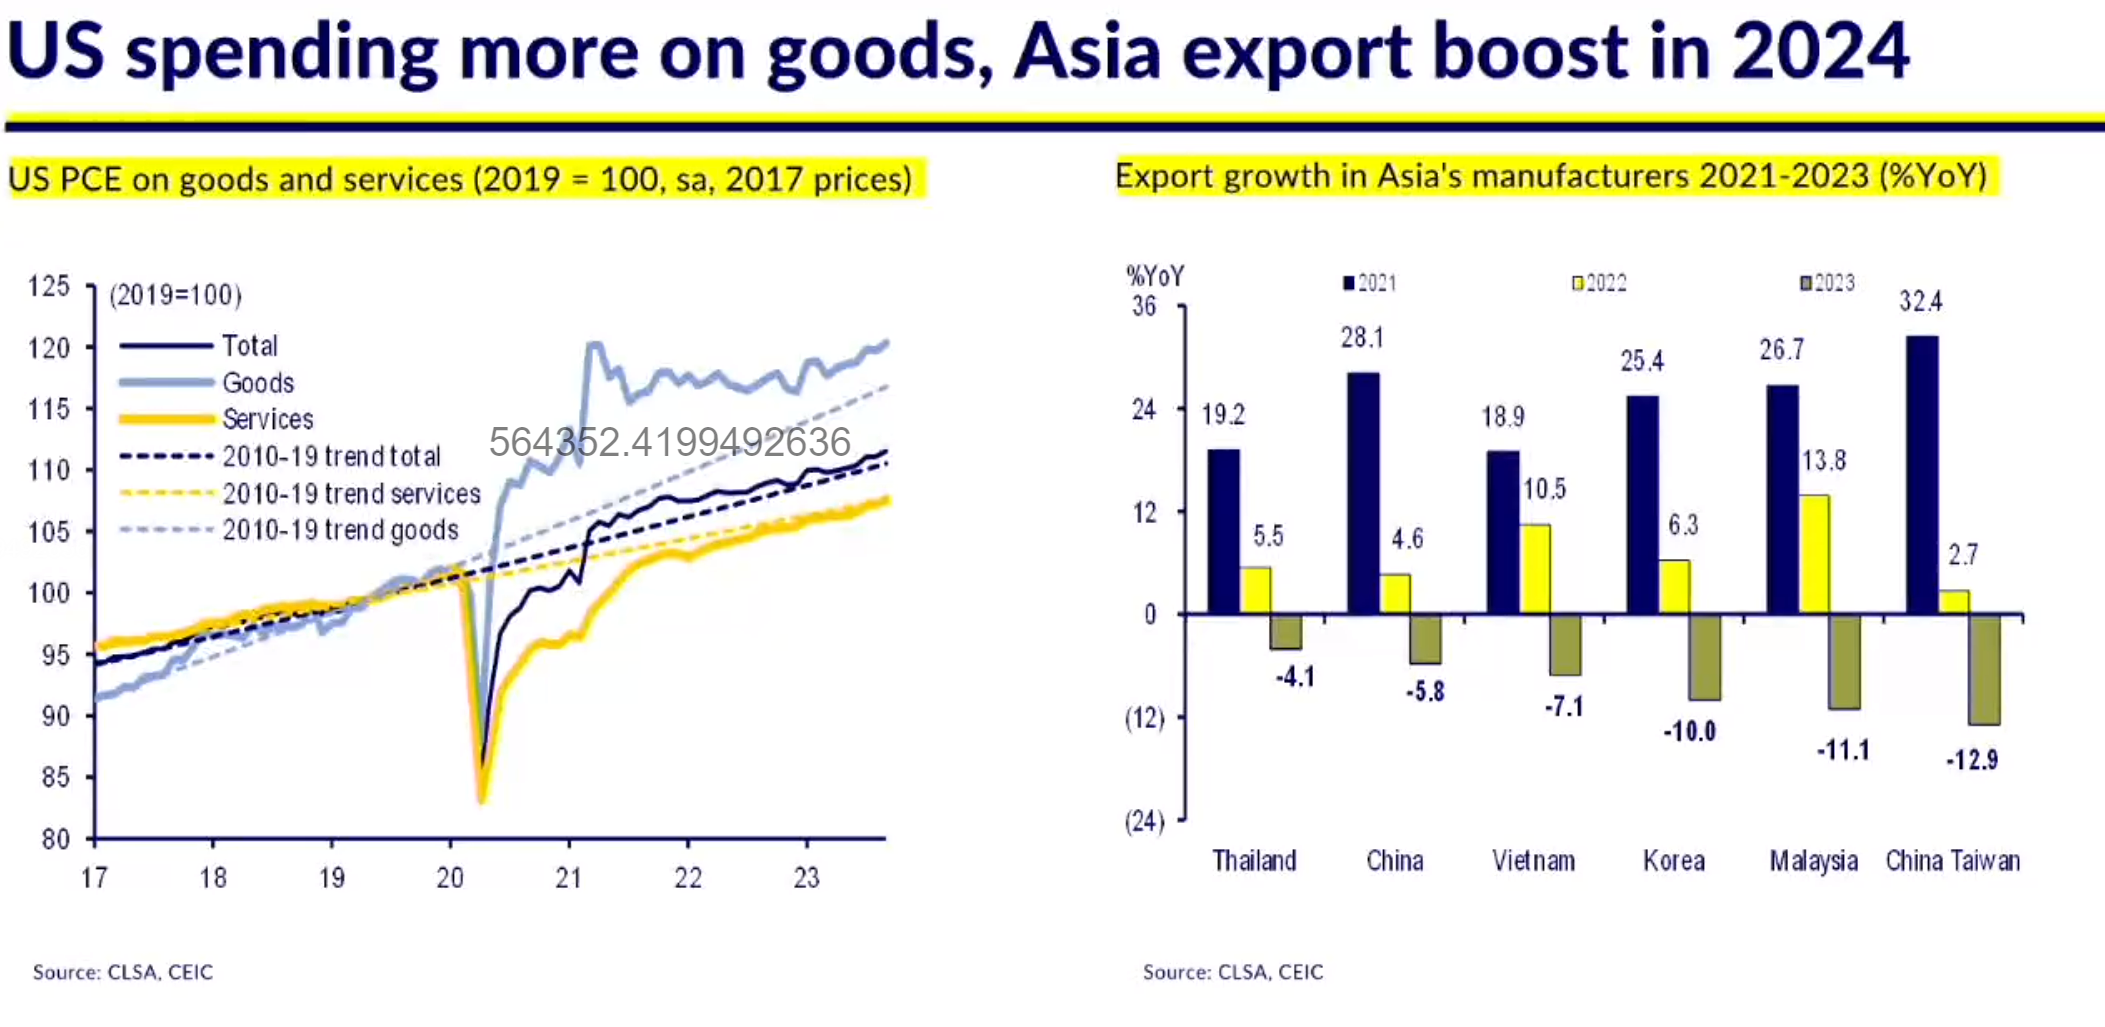 US spending more on goods, Asia export boost in 2024
US PCE on goods and services (2019 = 100, sa, 2017 prices)
125
120
115
110
105
100
95
90
85
80
(2019=100)
Total
Goods
Services
2010-19 trend total
2010-19 trend services
2010-19 trend goods
564352.4199492636
17 18 19 20 21 22 23
Source: CLSA, CEIC
Export growth in Asia's manufacturers 2021-2023 (%YoY)
%YoY
2021 2022 2023
36
24
12
0
(12)
(24)
19.2 5.5 -4.1
28.1 4.6 -5.8
18.9 10.5 -7.1
25.4 6.3 -10.0
26.7 13.8 -11.1
32.4 2.7 -12.9
Thailand China Vietnam Korea Malaysia China Taiwan
Source: CLSA, CEIC